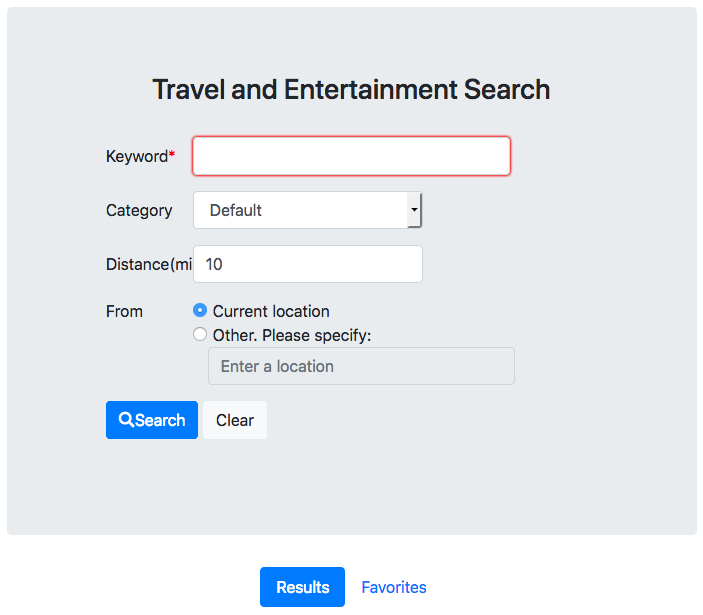 Travel and Entertainment Search
Keyword*
Category Default
Distance(mi 10
From Current location
Other. Please specify:
Enter a location
Search Clear
Results Favorites